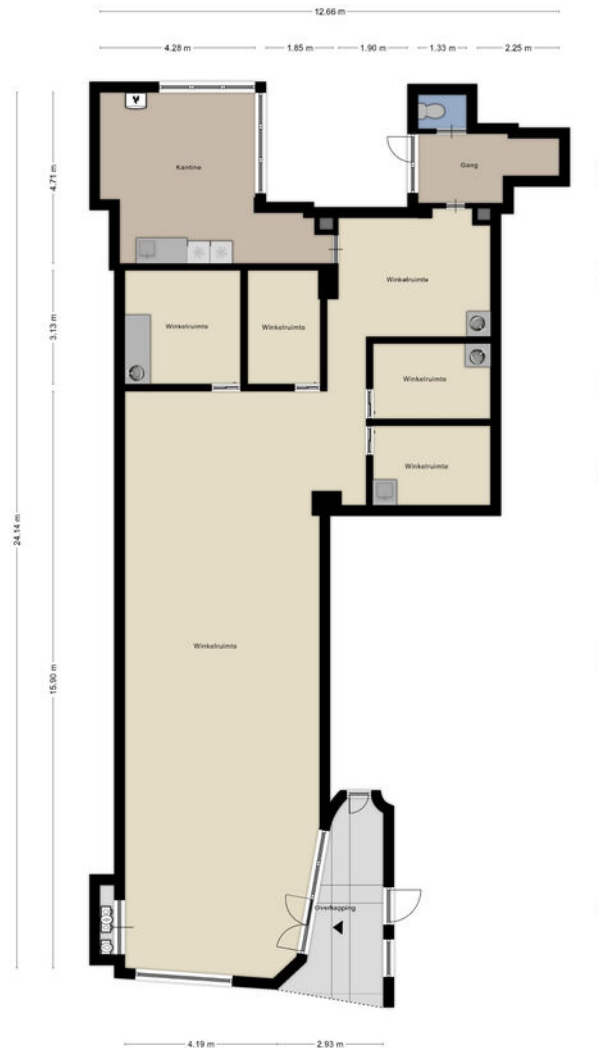 12.66 m
4.28 m
1.85 m
1.90 m
1.33 m
2.25 m
Kantine
Gang
4.71 m
Winkelruimte
Winkelruimte
Winkelruimte
3.13 m
Winkelruimte
Winkelruimte
24.14 m
Winkelruimte
15.90 m
Overkapping
4.19 m
2.93 m